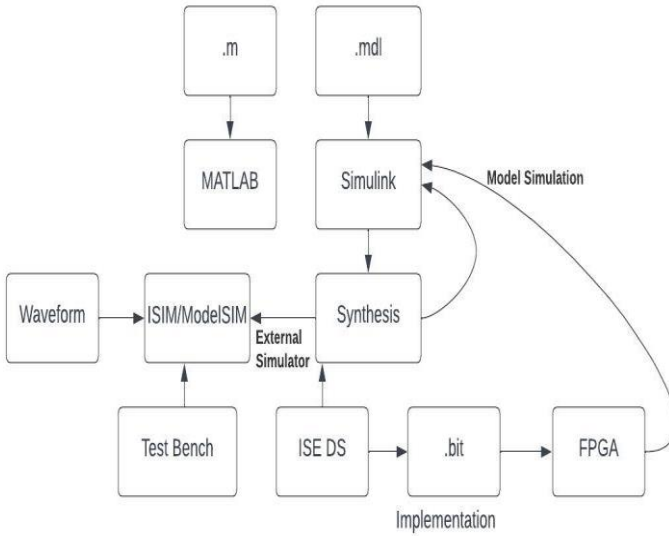 .m
.mdl
MATLAB
Simulink
Model Simulation
Waveform
ISIM/ModelSIM
Synthesis
External
Simulator
Test Bench
ISE DS
.bit
FPGA
Implementation